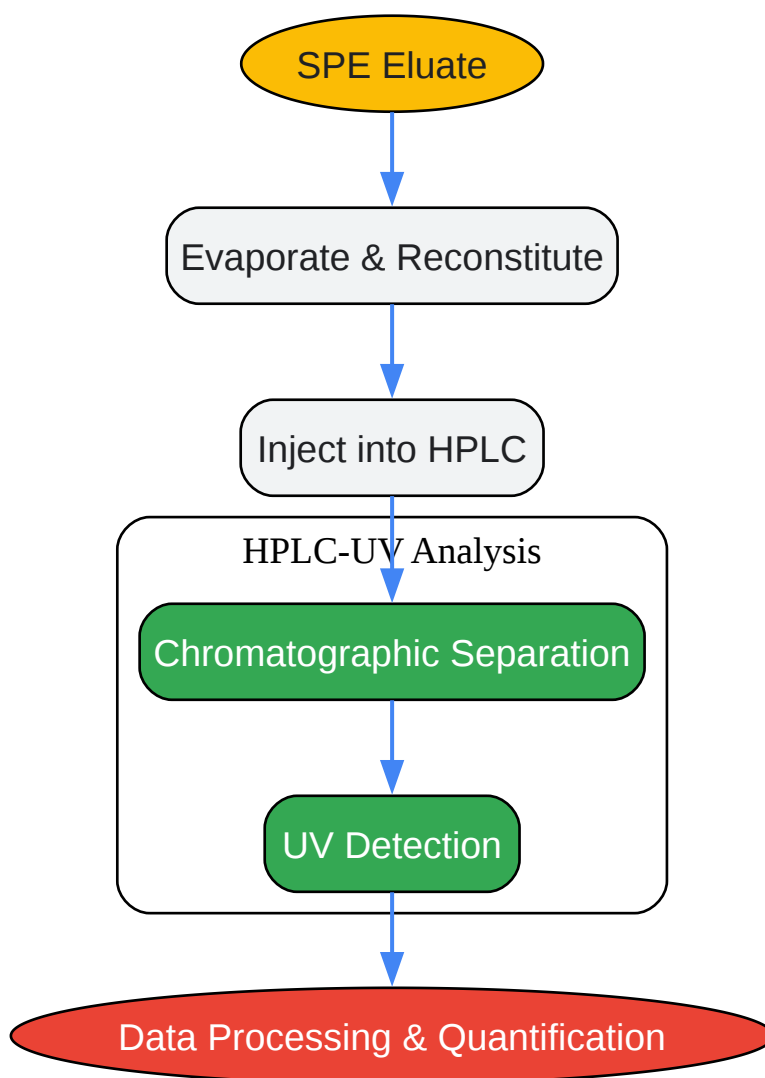 SPE Eluate
Evaporate & Reconstitute
Inject into HPLC
HPLC-UV Analysis
Chromatographic Separation
UV Detection
Data Processing & Quantification